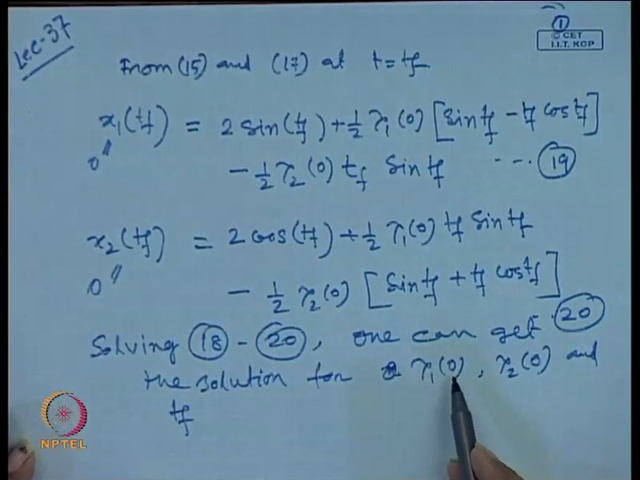 Lec-37
①
© CET
I.I.T. KGP
From (15) and (17) at t = tf
x₁(tf) = 2 sin(tf) + ½ λ₁(0) [sin tf - tf cos tf]
0"
- ½ λ₂(0) tf sin tf --- (19)
x₂(tf) = 2 cos(tf) + ½ λ₁(0) tf sin tf
0"
- ½ λ₂(0) [sin tf + tf cos tf]
(20)
Solving (18) - (20), one can get
the solution for λ₁(0), λ₂(0) and
tf
NPTEL